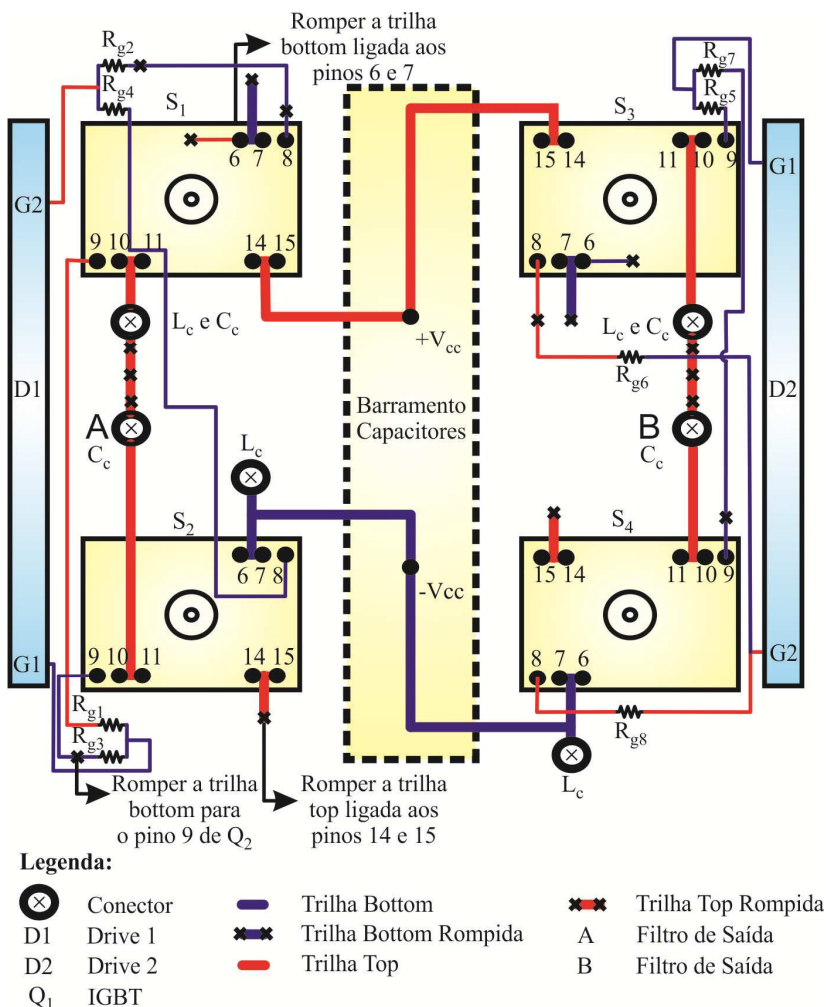 Romper a trilha
bottom ligada aos
pinos 6 e 7
Rg2
Rg4
S1
6 7 8
G2
9 10 11
14 15
Lc e Cc
+Vcc
D1
A
Cc
Barramento
Capacitores
Lc
S2
6 7 8
-Vcc
G1
9 10 11
14 15
Rg1
Rg3
Romper a trilha
bottom para
o pino 9 de Q2
Romper a trilha
top ligada aos
pinos 14 e 15
Rg7
Rg5
S3
15 14
11 10 9
G1
8 7 6
Lc e Cc
Rg6
D2
B
Cc
S4
15 14
11 10 9
8 7 6
G2
Rg8
Lc
Legenda:
Conector
D1 Drive 1
D2 Drive 2
Q1 IGBT
Trilha Bottom
Trilha Bottom Rompida
Trilha Top
Trilha Top Rompida
A Filtro de Saída
B Filtro de Saída